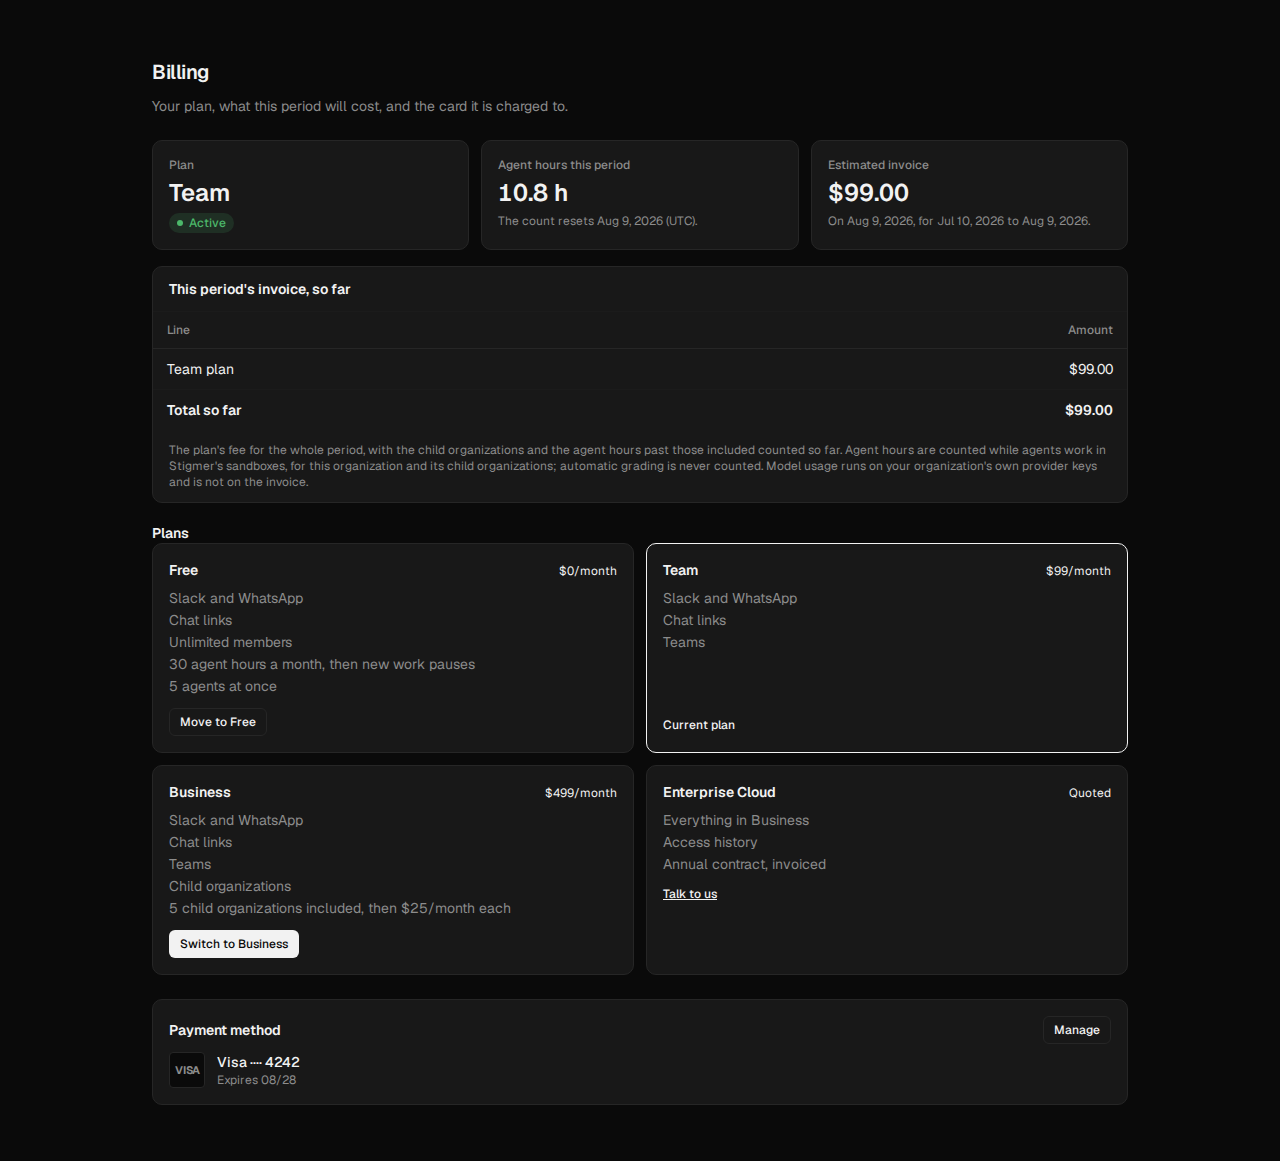 Billing
Your plan, what this period will cost, and the card it is charged to.
Plan
Team
Active
Agent hours this period
10.8 h
The count resets Aug 9, 2026 (UTC).
Estimated invoice
$99.00
On Aug 9, 2026, for Jul 10, 2026 to Aug 9, 2026.
This period's invoice, so far
Line Amount
Team plan $99.00
Total so far $99.00
The plan's fee for the whole period, with the child organizations and the agent hours past those included counted so far. Agent hours are counted while agents work in
Stigmer's sandboxes, for this organization and its child organizations; automatic grading is never counted. Model usage runs on your organization's own provider keys
and is not on the invoice.
Plans
Free $0/month
Slack and WhatsApp
Chat links
Unlimited members
30 agent hours a month, then new work pauses
5 agents at once
Move to Free
Team $99/month
Slack and WhatsApp
Chat links
Teams
Current plan
Business $499/month
Slack and WhatsApp
Chat links
Teams
Child organizations
5 child organizations included, then $25/month each
Switch to Business
Enterprise Cloud Quoted
Everything in Business
Access history
Annual contract, invoiced
Talk to us
Payment method Manage
VISA
Visa ···· 4242
Expires 08/28